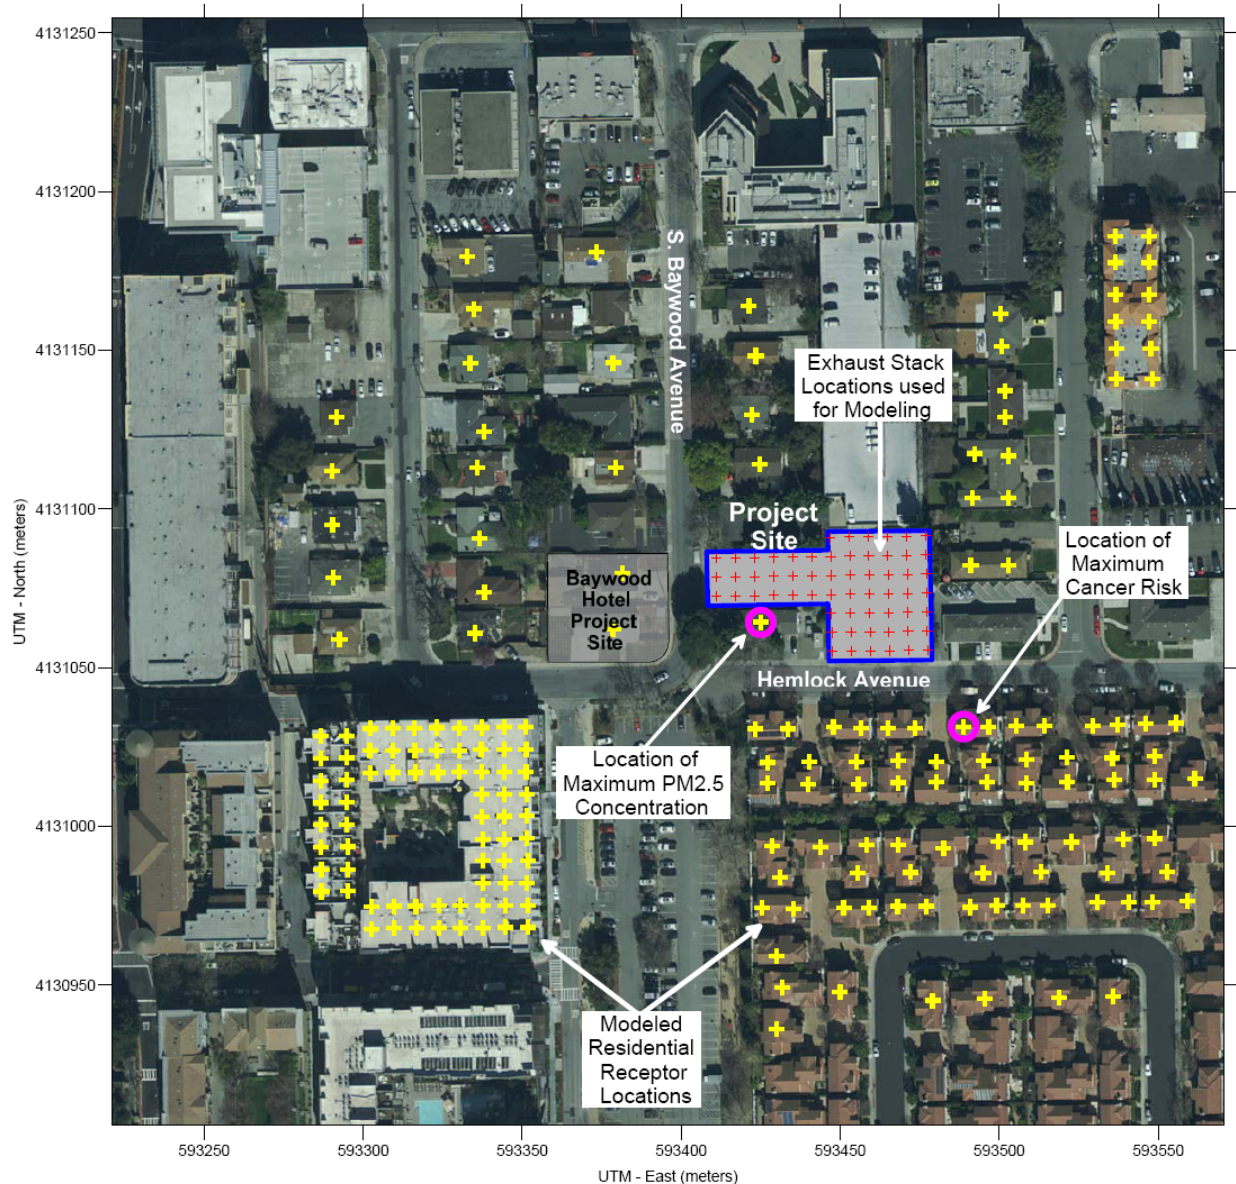 4131250
4131200
4131150
4131100
4131050
4131000
4130950
UTM - North (meters)
S. Baywood Avenue
Exhaust Stack
Locations used
for Modeling
Project
Site
Location of
Maximum
Cancer Risk
Baywood
Hotel
Project
Site
Hemlock Avenue
Location of
Maximum PM2.5
Concentration
Modeled
Residential
Receptor
Locations
593250
593300
593350
593400
593450
593500
593550
UTM - East (meters)